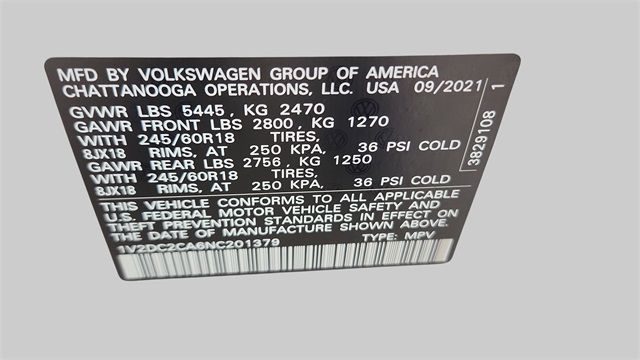 MFD BY VOLKSWAGEN GROUP OF AMERICA
CHATTANOOGA OPERATIONS, LLC. USA 09/2021
GVWR LBS 5445, KG 2470
GAWR FRONT LBS 2800, KG 1270
WITH 245/60R18 TIRES,
8JX18 RIMS, AT 250 KPA, 36 PSI COLD
GAWR REAR LBS 2756, KG 1250
WITH 245/60R18 TIRES,
8JX18 RIMS, AT 250 KPA, 36 PSI COLD
THIS VEHICLE CONFORMS TO ALL APPLICABLE
U.S. FEDERAL MOTOR VEHICLE SAFETY AND
THEFT PREVENTION STANDARDS IN EFFECT ON
THE DATE OF MANUFACTURE SHOWN ABOVE.
1V2DC2CA6NC201379 TYPE: MPV
3829108 1